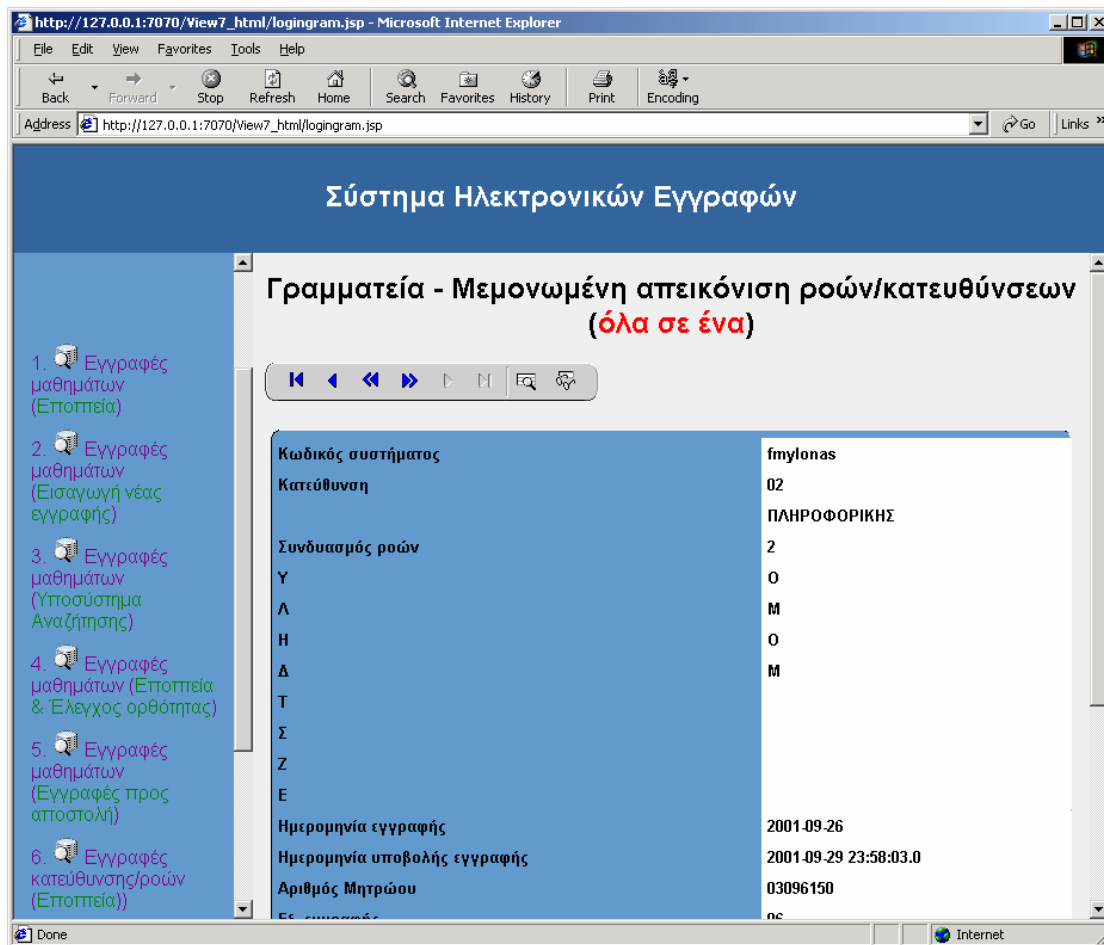 http://127.0.0.1:7070/View7_html/logingram.jsp - Microsoft Internet Explorer
File Edit View Favorites Tools Help
Back Forward Stop Refresh Home Search Favorites History Print Encoding
Address http://127.0.0.1:7070/View7_html/logingram.jsp Go Links »
Σύστημα Ηλεκτρονικών Εγγραφών
1. Εγγραφές
μαθημάτων
(Εποπτεία)
2. Εγγραφές
μαθημάτων
(Εισαγωγή νέας
εγγραφής)
3. Εγγραφές
μαθημάτων
(Υποσύστημα
Αναζήτησης)
4. Εγγραφές
μαθημάτων (Εποπτεία
& Έλεγχος ορθότητας)
5. Εγγραφές
μαθημάτων
(Εγγραφές προς
αποστολή)
6. Εγγραφές
κατεύθυνσης/ροών
(Εποπτεία))
Γραμματεία - Μεμονωμένη απεικόνιση ροών/κατευθύνσεων
(όλα σε ένα)
Κωδικός συστήματος fmylonas
Κατεύθυνση 02
ΠΛΗΡΟΦΟΡΙΚΗΣ
Συνδυασμός ροών 2
Υ Ο
Λ Μ
Η Ο
Δ Μ
Τ
Σ
Ζ
Ε
Ημερομηνία εγγραφής 2001-09-26
Ημερομηνία υποβολής εγγραφής 2001-09-29 23:58:03.0
Αριθμός Μητρώου 03096150
Εξ. εγγραφής 06
Done Internet